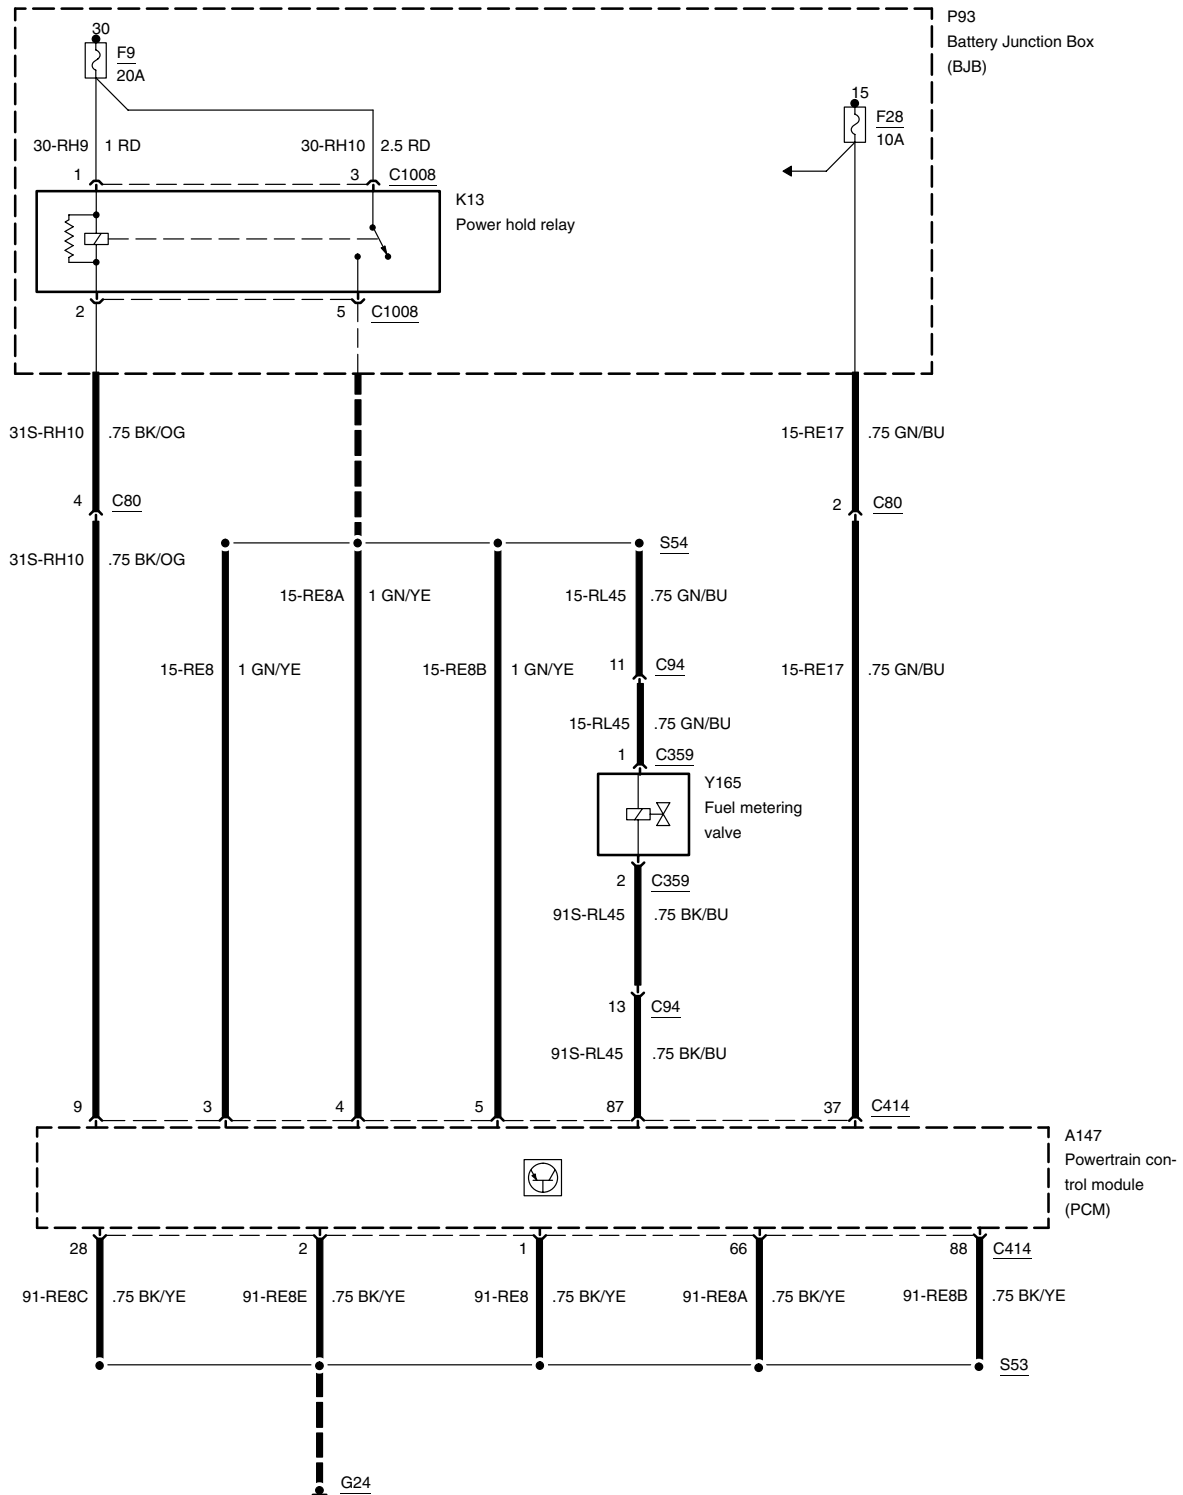 P93
Battery Junction Box
(BJB)
30
F9
20A
15
F28
10A
30-RH9 1 RD
30-RH10 2.5 RD
1
3
C1008
K13
Power hold relay
2
5
C1008
31S-RH10 .75 BK/OG
15-RE17 .75 GN/BU
4
C80
2
C80
31S-RH10 .75 BK/OG
S54
15-RE8A 1 GN/YE
15-RL45 .75 GN/BU
15-RE8 1 GN/YE
15-RE8B 1 GN/YE
11
C94
15-RE17 .75 GN/BU
15-RL45 .75 GN/BU
1
C359
Y165
Fuel metering
valve
2
C359
91S-RL45 .75 BK/BU
13
C94
91S-RL45 .75 BK/BU
9
3
4
5
87
37
C414
A147
Powertrain con-
trol module
(PCM)
28
2
1
66
88
C414
91-RE8C .75 BK/YE
91-RE8E .75 BK/YE
91-RE8 .75 BK/YE
91-RE8A .75 BK/YE
91-RE8B .75 BK/YE
S53
G24